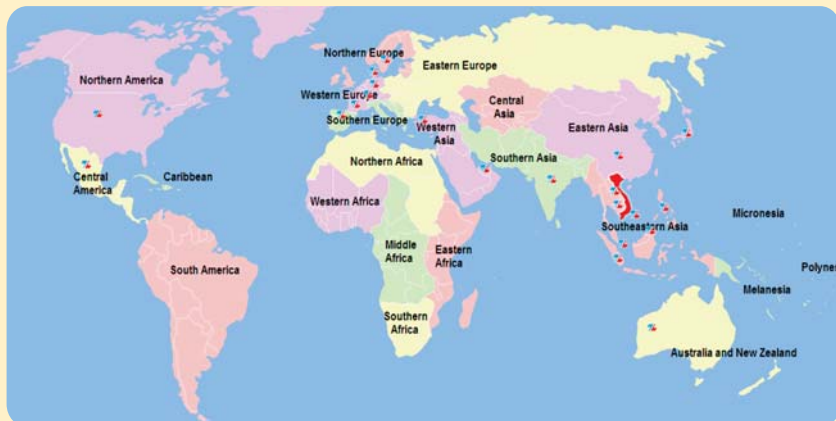 Northern Europe
Eastern Europe
Northern America
Western Europe
Central
Asia
Southern Europe
Western
Asia
Eastern Asia
Northern Africa
Southern Asia
Central
America
Caribbean
Western Africa
Micronesia
Southeastern Asia
Middle
Africa
Eastern
Africa
South America
Polyne
Melanesia
Southern
Africa
Australia and New Zealand